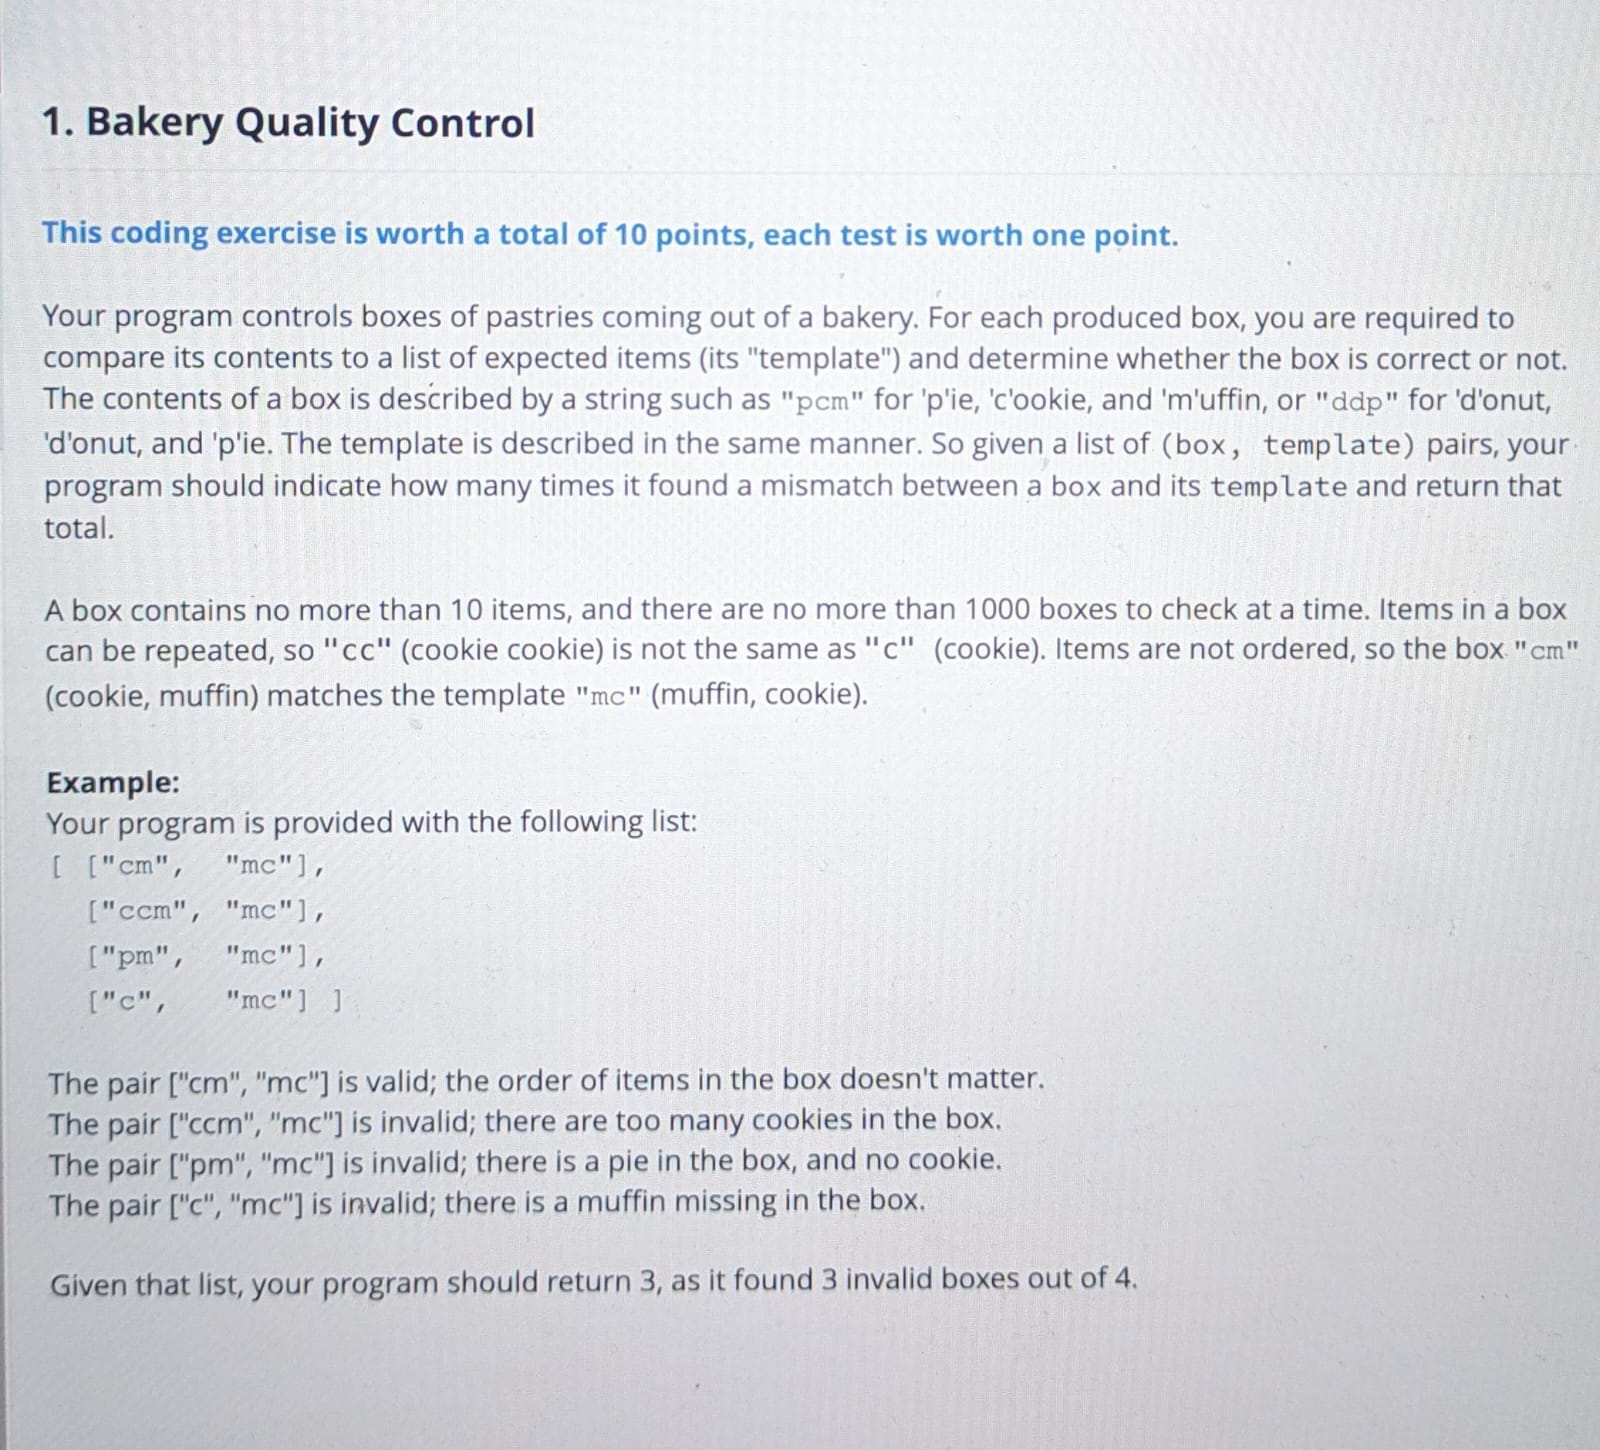 1. Bakery Quality Control
This coding exercise is worth a total of 10 points, each test is worth one point.
Your program controls boxes of pastries coming out of a bakery. For each produced box, you are required to
compare its contents to a list of expected items (its "template") and determine whether the box is correct or not.
The contents of a box is described by a string such as "pcm" for 'p'ie, 'c'ookie, and 'm'uffin, or "ddp" for 'd'onut,
'd'onut, and 'p'ie. The template is described in the same manner. So given a list of (box, template) pairs, your
program should indicate how many times it found a mismatch between a box and its template and return that
total.
A box contains no more than 10 items, and there are no more than 1000 boxes to check at a time. Items in a box
can be repeated, so "cc" (cookie cookie) is not the same as "c" (cookie). Items are not ordered, so the box "cm"
(cookie, muffin) matches the template "mc" (muffin, cookie).
Example:
Your program is provided with the following list:
[ ["cm", "mc"],
["ccm", "mc"],
["pm", "mc"],
["c", "mc"] ]
The pair ["cm", "mc"] is valid; the order of items in the box doesn't matter.
The pair ["ccm", "mc"] is invalid; there are too many cookies in the box.
The pair ["pm", "mc"] is invalid; there is a pie in the box, and no cookie.
The pair ["c", "mc"] is invalid; there is a muffin missing in the box.
Given that list, your program should return 3, as it found 3 invalid boxes out of 4.